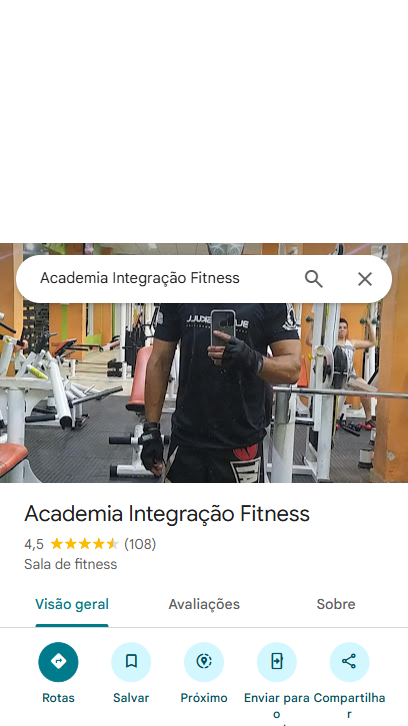 Academia Integração Fitness
Academia Integração Fitness
4,5 (108)
Sala de fitness
Visão geral Avaliações Sobre
Rotas Salvar Próximo Enviar para Compartilha
o r